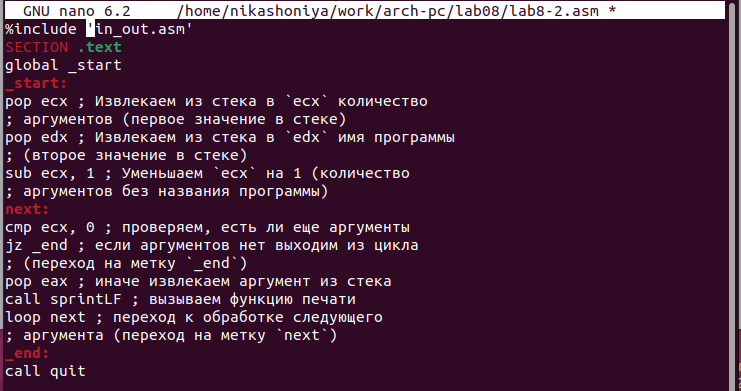 GNU nano 6.2 /home/nikashoniya/work/arch-pc/lab08/lab8-2.asm *
%include 'in_out.asm'
SECTION .text
global _start
_start:
pop ecx ; Извлекаем из стека в `ecx` количество
; аргументов (первое значение в стеке)
pop edx ; Извлекаем из стека в `edx` имя программы
; (второе значение в стеке)
sub ecx, 1 ; Уменьшаем `ecx` на 1 (количество
; аргументов без названия программы)
next:
cmp ecx, 0 ; проверяем, есть ли еще аргументы
jz _end ; если аргументов нет выходим из цикла
; (переход на метку `_end`)
pop eax ; иначе извлекаем аргумент из стека
call sprintLF ; вызываем функцию печати
loop next ; переход к обработке следующего
; аргумента (переход на метку `next`)
_end:
call quit